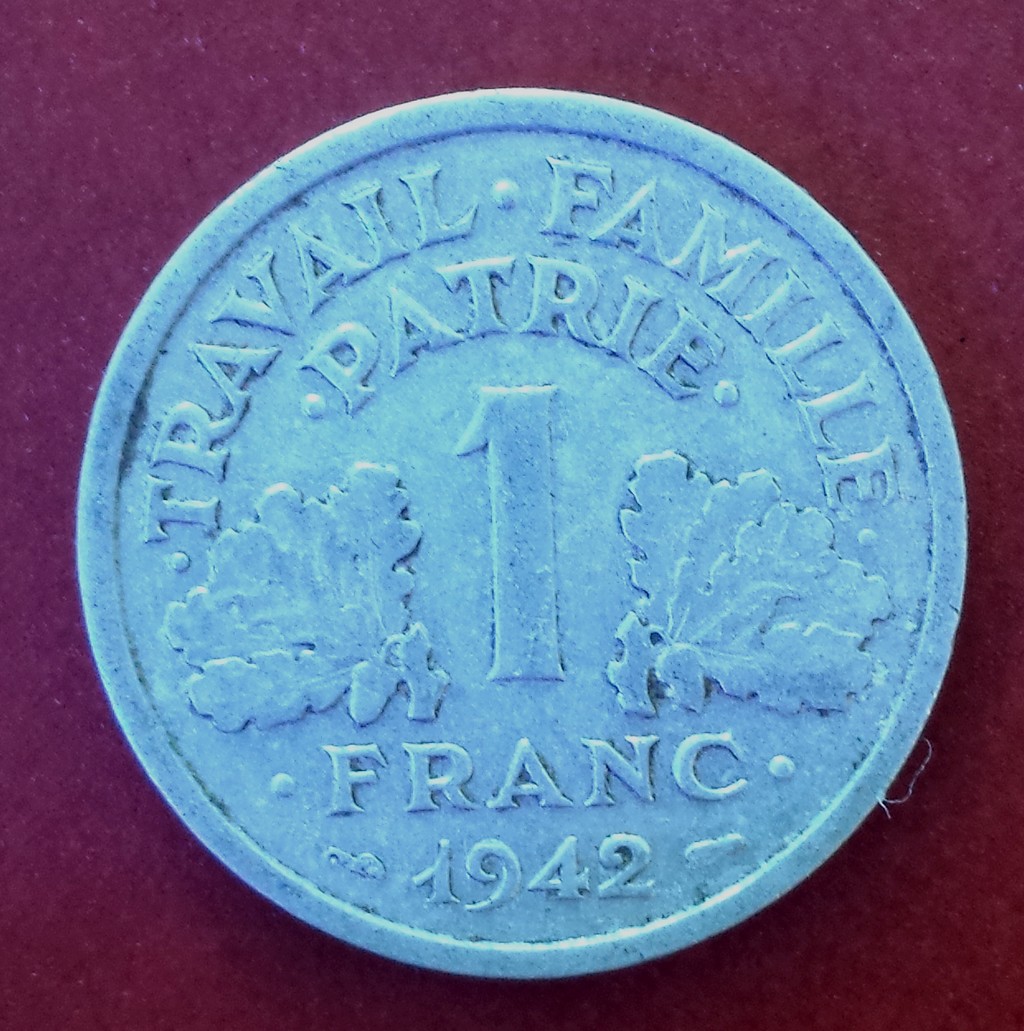 ·TRAVAIL·FAMILLE·
·PATRIE·
1
·FRANC·
1942